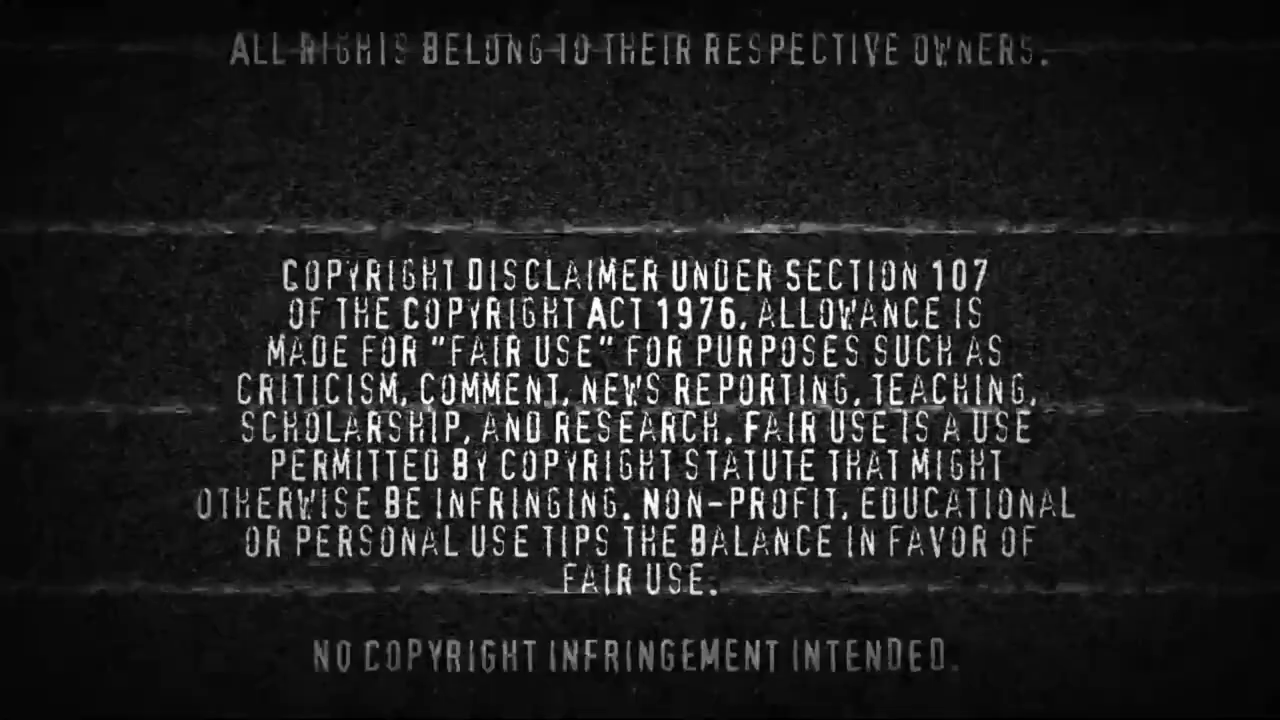 ALL RIGHTS BELONG TO THEIR RESPECTIVE OWNERS.
COPYRIGHT DISCLAIMER UNDER SECTION 107
OF THE COPYRIGHT ACT 1976, ALLOWANCE IS
MADE FOR "FAIR USE" FOR PURPOSES SUCH AS
CRITICISM, COMMENT, NEWS REPORTING, TEACHING,
SCHOLARSHIP, AND RESEARCH. FAIR USE IS A USE
PERMITTED BY COPYRIGHT STATUTE THAT MIGHT
OTHERWISE BE INFRINGING. NON-PROFIT, EDUCATIONAL
OR PERSONAL USE TIPS THE BALANCE IN FAVOR OF
FAIR USE.
NO COPYRIGHT INFRINGEMENT INTENDED.